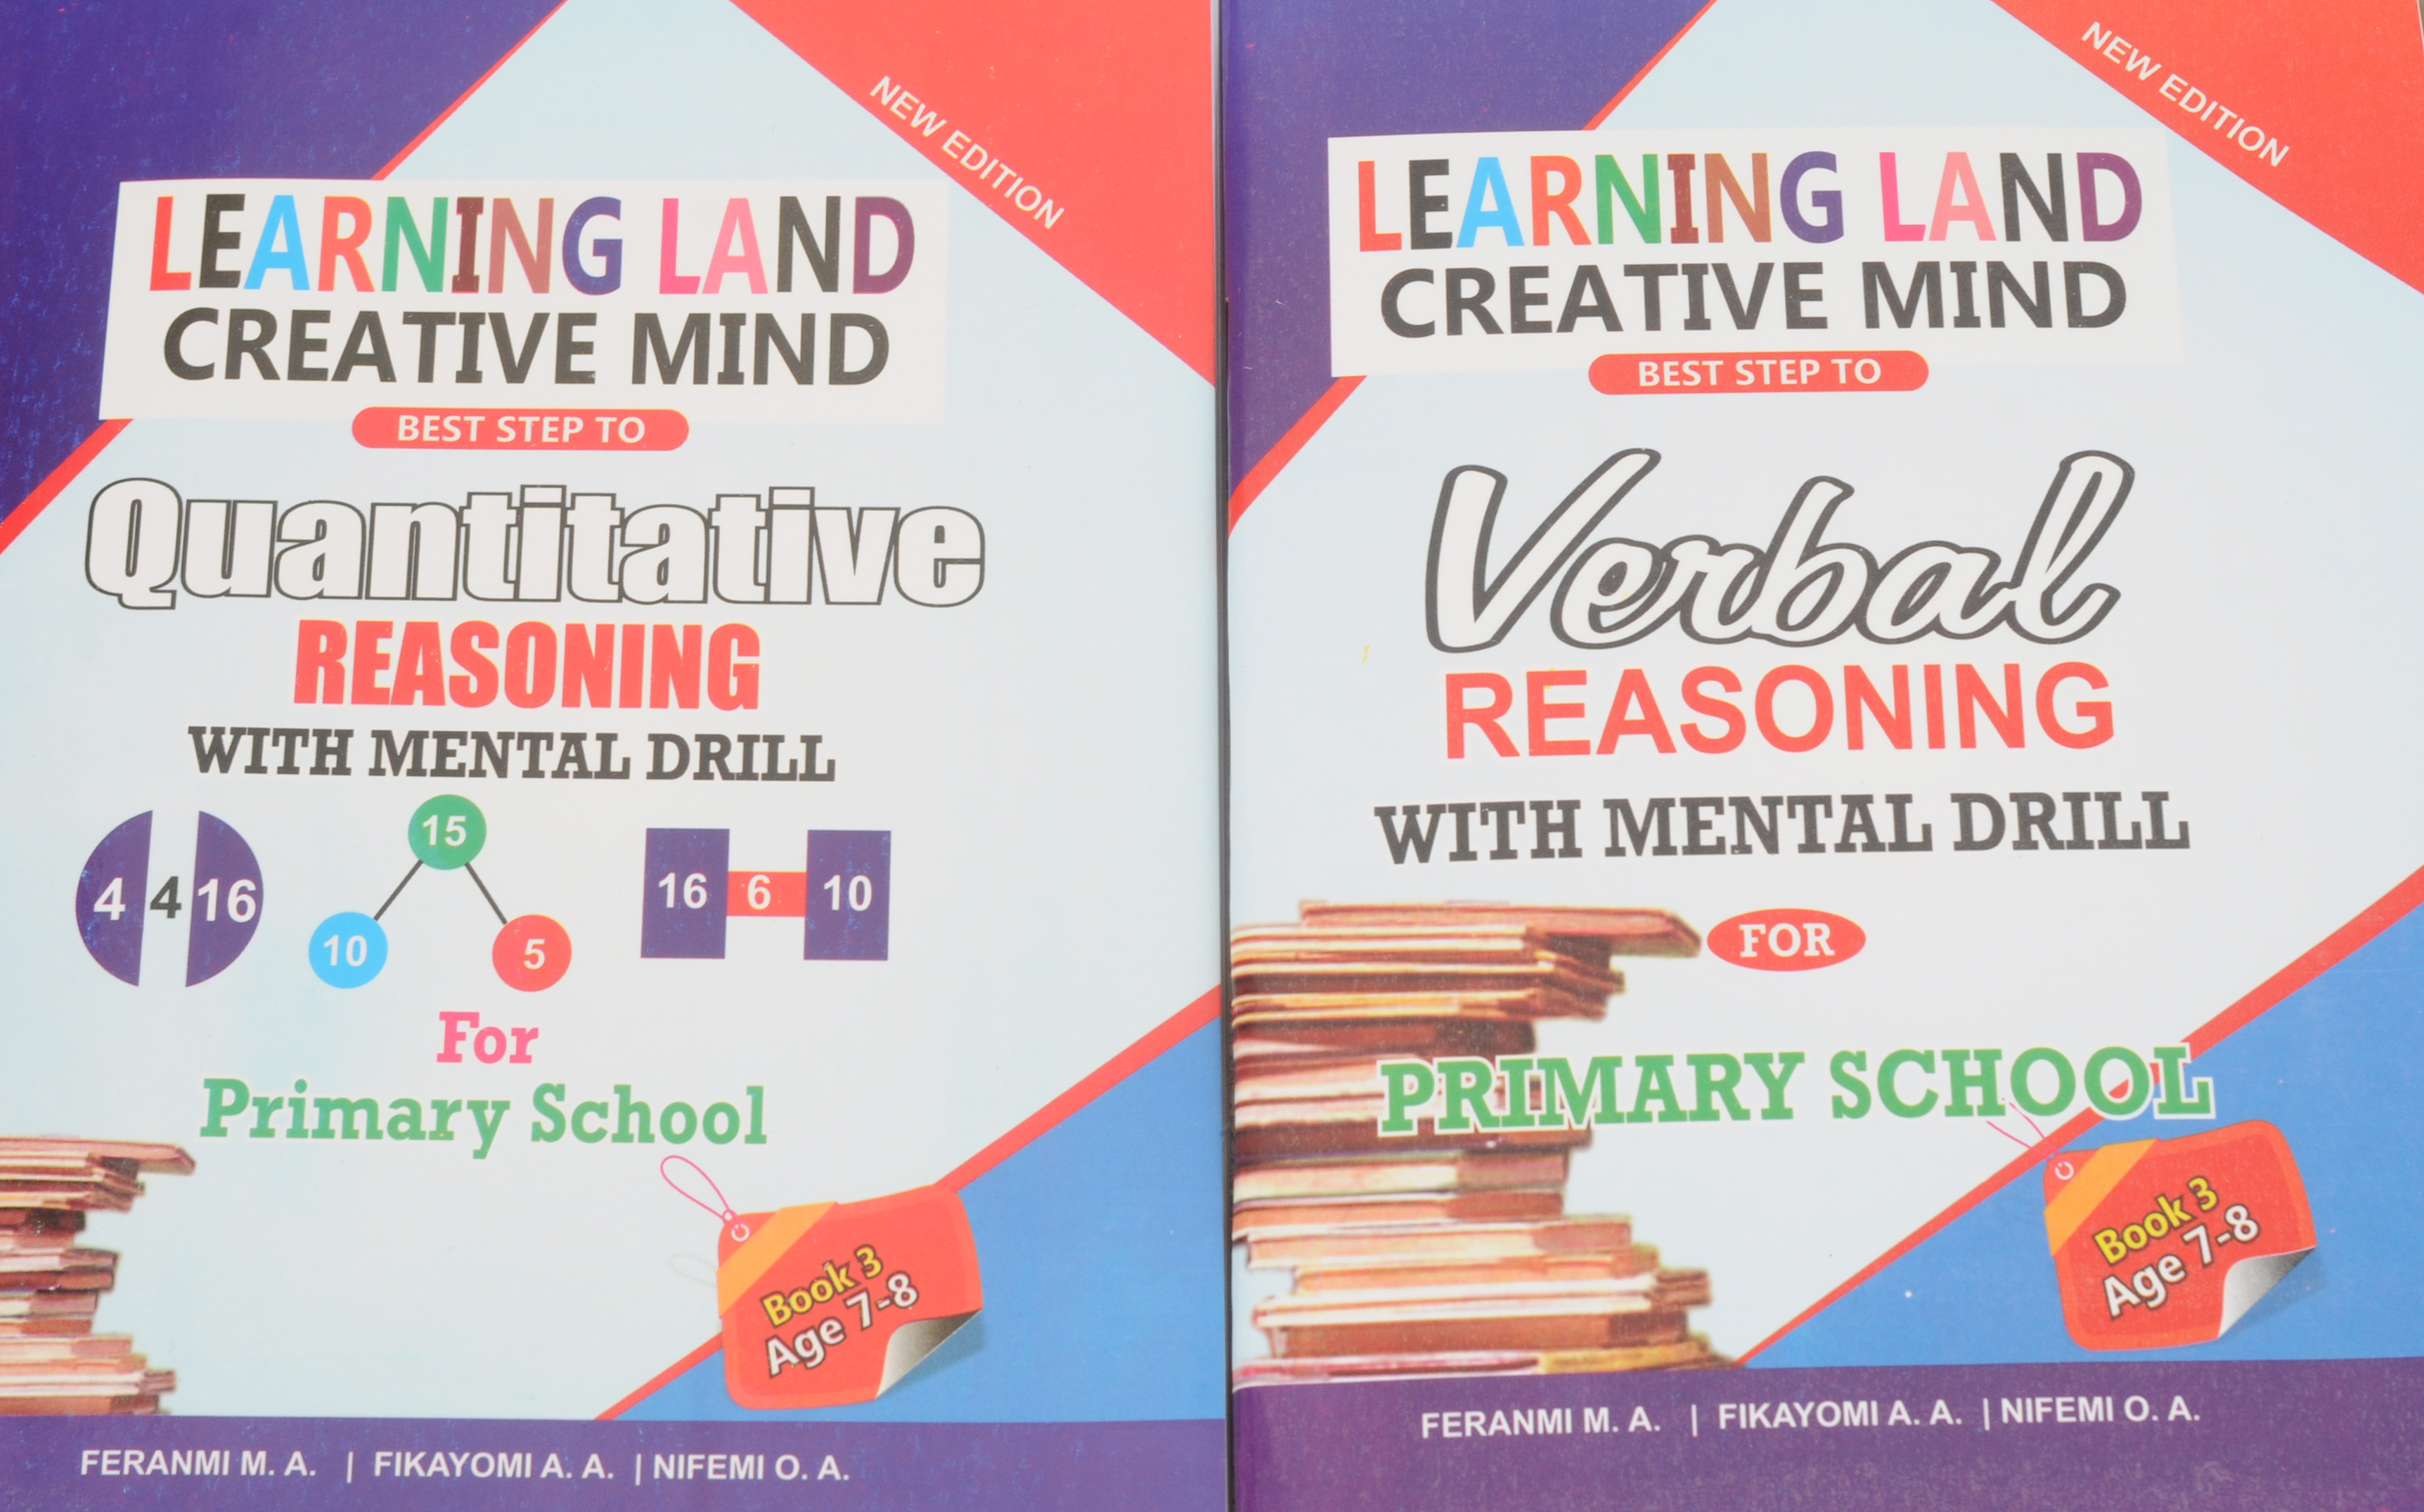 NEW EDITION
LEARNING LAND
CREATIVE MIND
BEST STEP TO
Quantitative
REASONING
WITH MENTAL DRILL
4 4 16
15
10 5
16 6 10
For
Primary School
Book 3
Age 7-8
FERANMI M. A. | FIKAYOMI A. A. | NIFEMI O. A.
NEW EDITION
LEARNING LAND
CREATIVE MIND
BEST STEP TO
Verbal
REASONING
WITH MENTAL DRILL
FOR
PRIMARY SCHOOL
Book 3
Age 7-8
FERANMI M. A. | FIKAYOMI A. A. | NIFEMI O. A.